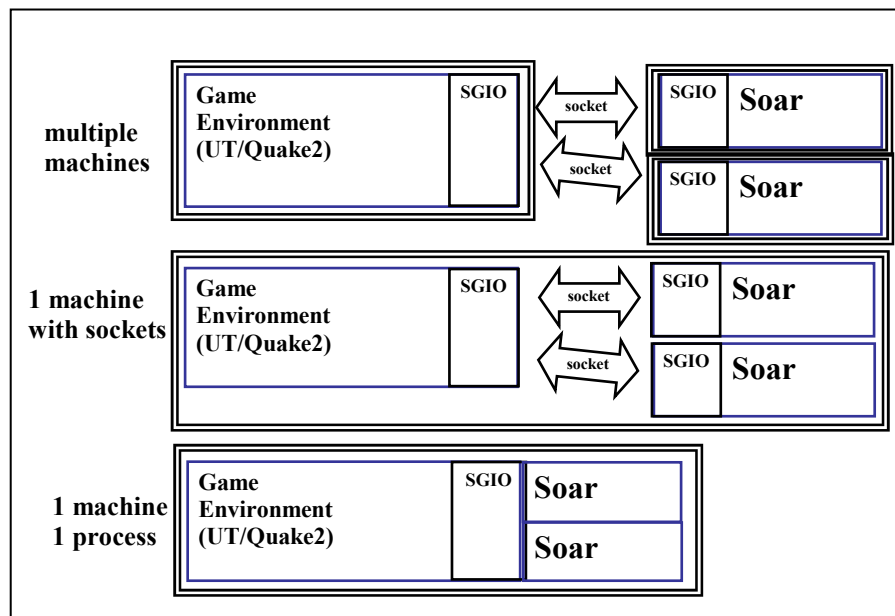 multiple
machines
Game
Environment
(UT/Quake2)
SGIO
socket
socket
SGIO
Soar
SGIO
Soar
1 machine
with sockets
Game
Environment
(UT/Quake2)
SGIO
socket
socket
SGIO
Soar
SGIO
Soar
1 machine
1 process
Game
Environment
(UT/Quake2)
SGIO
Soar
Soar